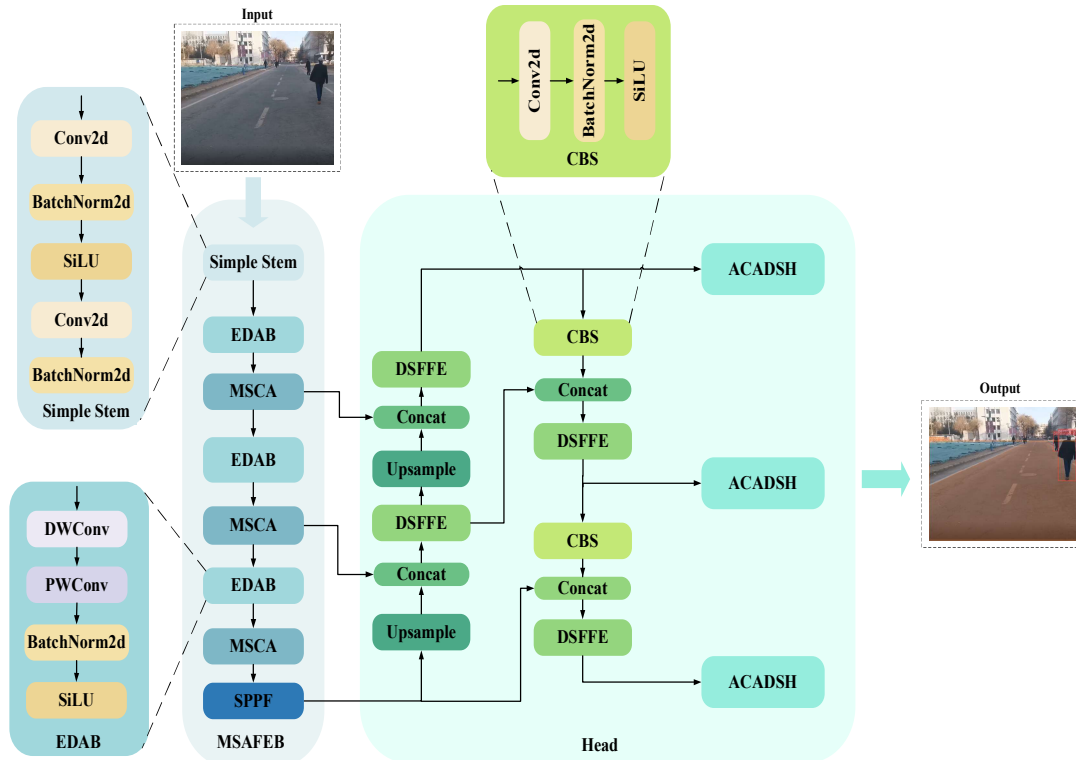 Input
Conv2d
BatchNorm2d
SiLU
CBS
Conv2d
BatchNorm2d
SiLU
Conv2d
BatchNorm2d
Simple Stem
DWConv
PWConv
BatchNorm2d
SiLU
EDAB
Simple Stem
EDAB
MSCA
EDAB
MSCA
EDAB
MSCA
SPPF
MSAFEB
DSFFE
Concat
Upsample
DSFFE
Concat
Upsample
CBS
Concat
DSFFE
CBS
Concat
DSFFE
ACADSH
ACADSH
ACADSH
Head
Output